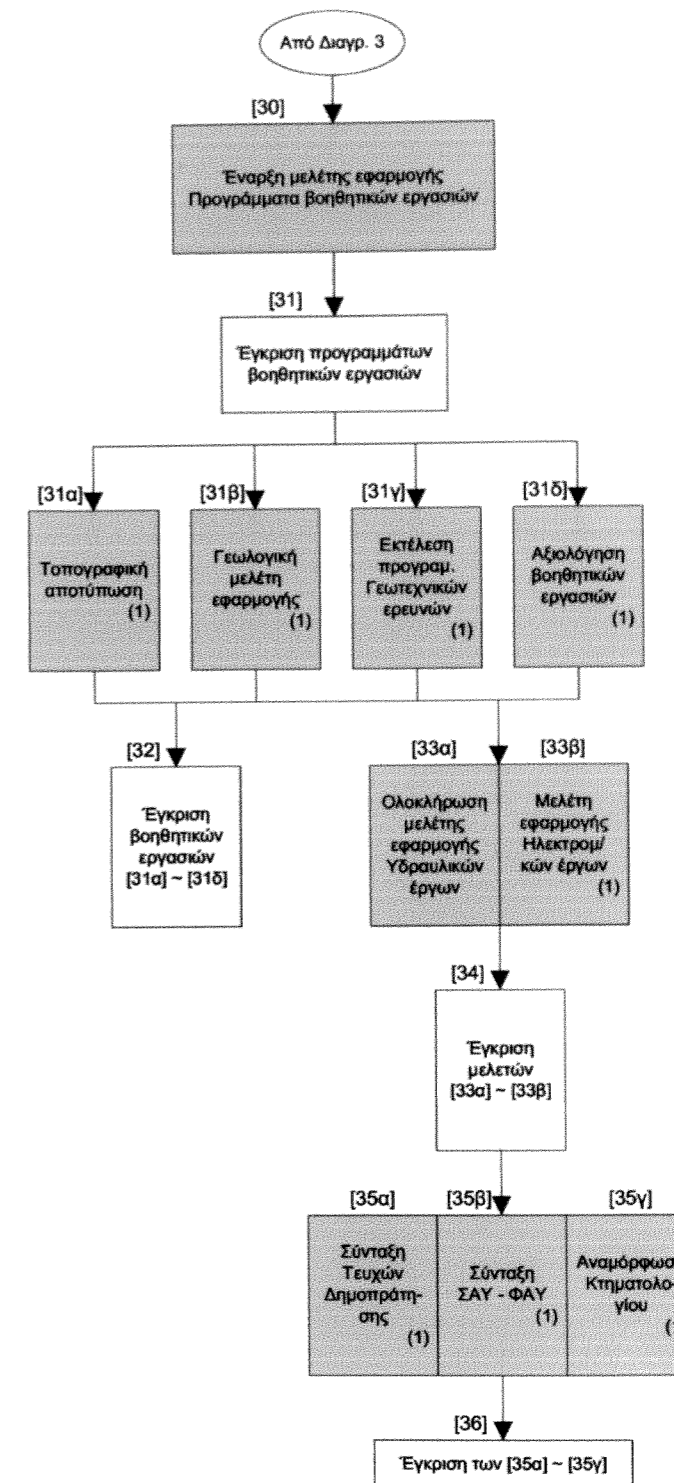 Από Διαγρ. 3
[30]
Έναρξη μελέτης εφαρμογής
Προγράμματα βοηθητικών εργασιών
[31]
Έγκριση προγραμμάτων
βοηθητικών εργασιών
[31α]
Τοπογραφική
αποτύπωση
(1)
[31β]
Γεωλογική
μελέτη
εφαρμογής
(1)
[31γ]
Εκτέλεση
προγραμ.
Γεωτεχνικών
ερευνών
(1)
[31δ]
Αξιολόγηση
βοηθητικών
εργασιών
(1)
[32]
Έγκριση
βοηθητικών
εργασιών
[31α] ~ [31δ]
[33α]
Ολοκλήρωση
μελέτης
εφαρμογής
Υδραυλικών
έργων
[33β]
Μελέτη
εφαρμογής
Ηλεκτρομ/
κών έργων
(1)
[34]
Έγκριση
μελετών
[33α] ~ [33β]
[35α]
Σύνταξη
Τευχών
Δημοπράτη-
σης
(1)
[35β]
Σύνταξη
ΣΑΥ - ΦΑΥ
(1)
[35γ]
Κτηματολο-
γίου
[36]
Έγκριση των [35α] ~ [35γ]